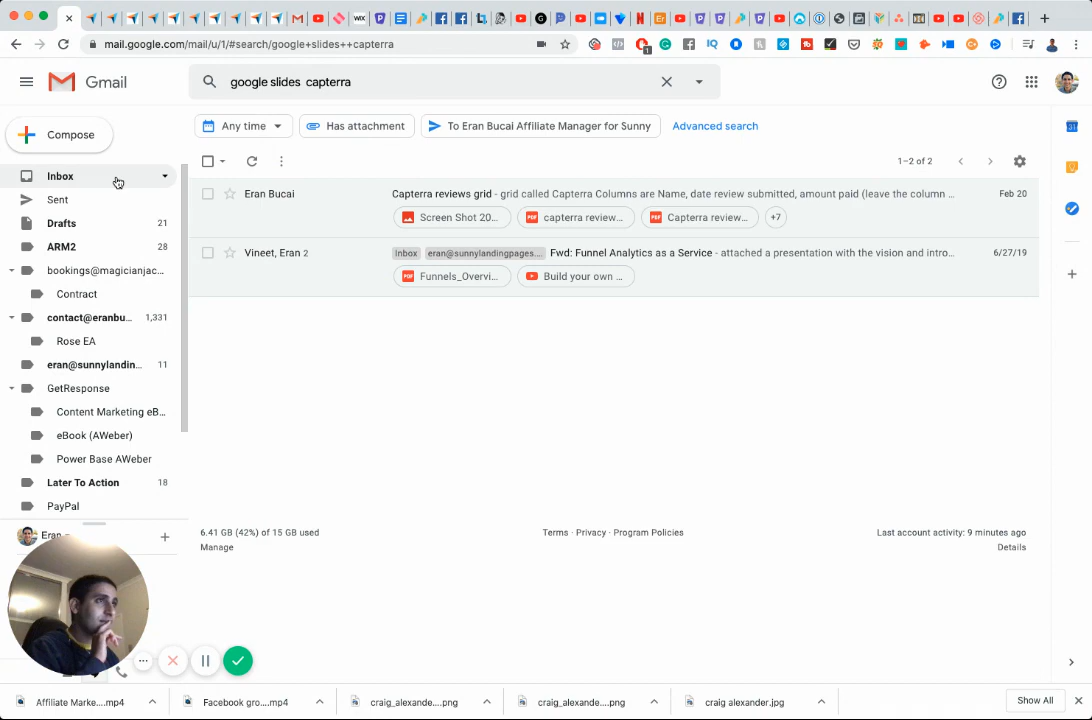 mail.google.com/mail/u/1/#search/google+slides++capterra
Gmail
google slides capterra
Compose
Any time
Has attachment
To Eran Bucai Affiliate Manager for Sunny
Advanced search
1–2 of 2
Inbox
Sent
Drafts 21
ARM2 28
bookings@magicianjac...
Contract
contact@eranbu... 1,331
Rose EA
eran@sunnylandin... 11
GetResponse
Content Marketing eB...
eBook (AWeber)
Power Base AWeber
Later To Action 18
PayPal
Eran
Eran Bucai Capterra reviews grid - grid called Capterra Columns are Name, date review submitted, amount paid (leave the column ... Feb 20
Screen Shot 20... PDF capterra review... PDF Capterra review... +7
Vineet, Eran 2 Inbox eran@sunnylandingpages.... Fwd: Funnel Analytics as a Service - attached a presentation with the vision and intro... 6/27/19
PDF Funnels_Overvi... Build your own ...
6.41 GB (42%) of 15 GB used
Manage
Terms · Privacy · Program Policies
Last account activity: 9 minutes ago
Details
Affiliate Marke....mp4
Facebook gro....mp4
craig_alexande....png
craig_alexande....png
craig alexander.jpg
Show All